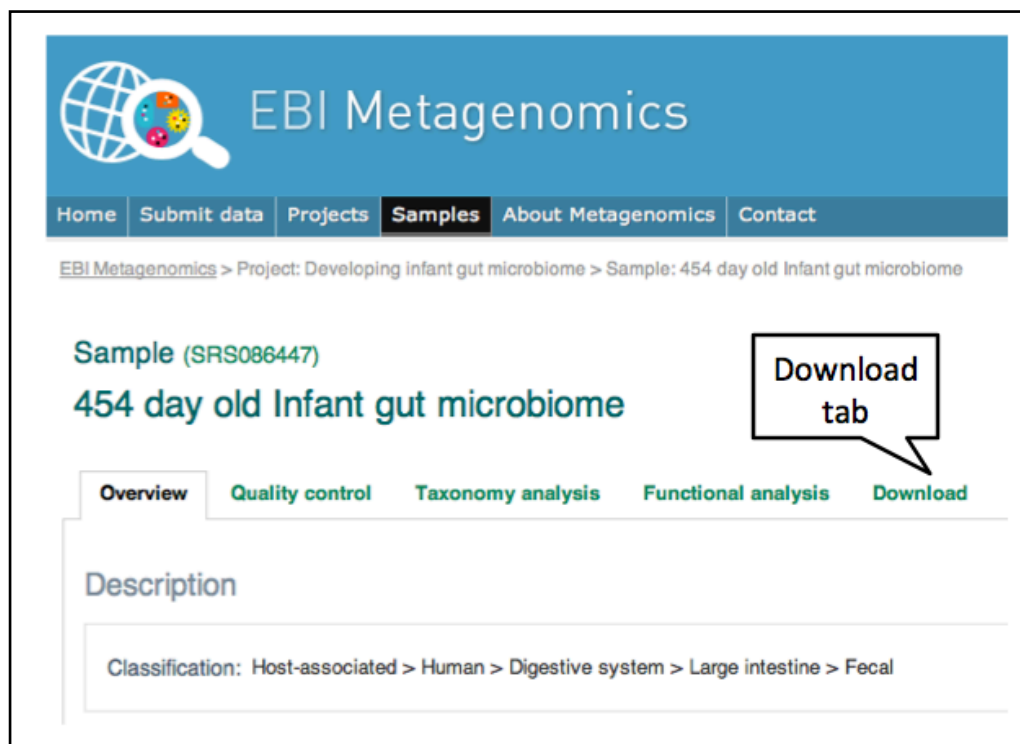 EBI Metagenomics
Home Submit data Projects Samples About Metagenomics Contact
EBI Metagenomics > Project: Developing infant gut microbiome > Sample: 454 day old Infant gut microbiome
Sample (SRS086447)
454 day old Infant gut microbiome
Download
tab
Overview Quality control Taxonomy analysis Functional analysis Download
Description
Classification: Host-associated > Human > Digestive system > Large intestine > Fecal